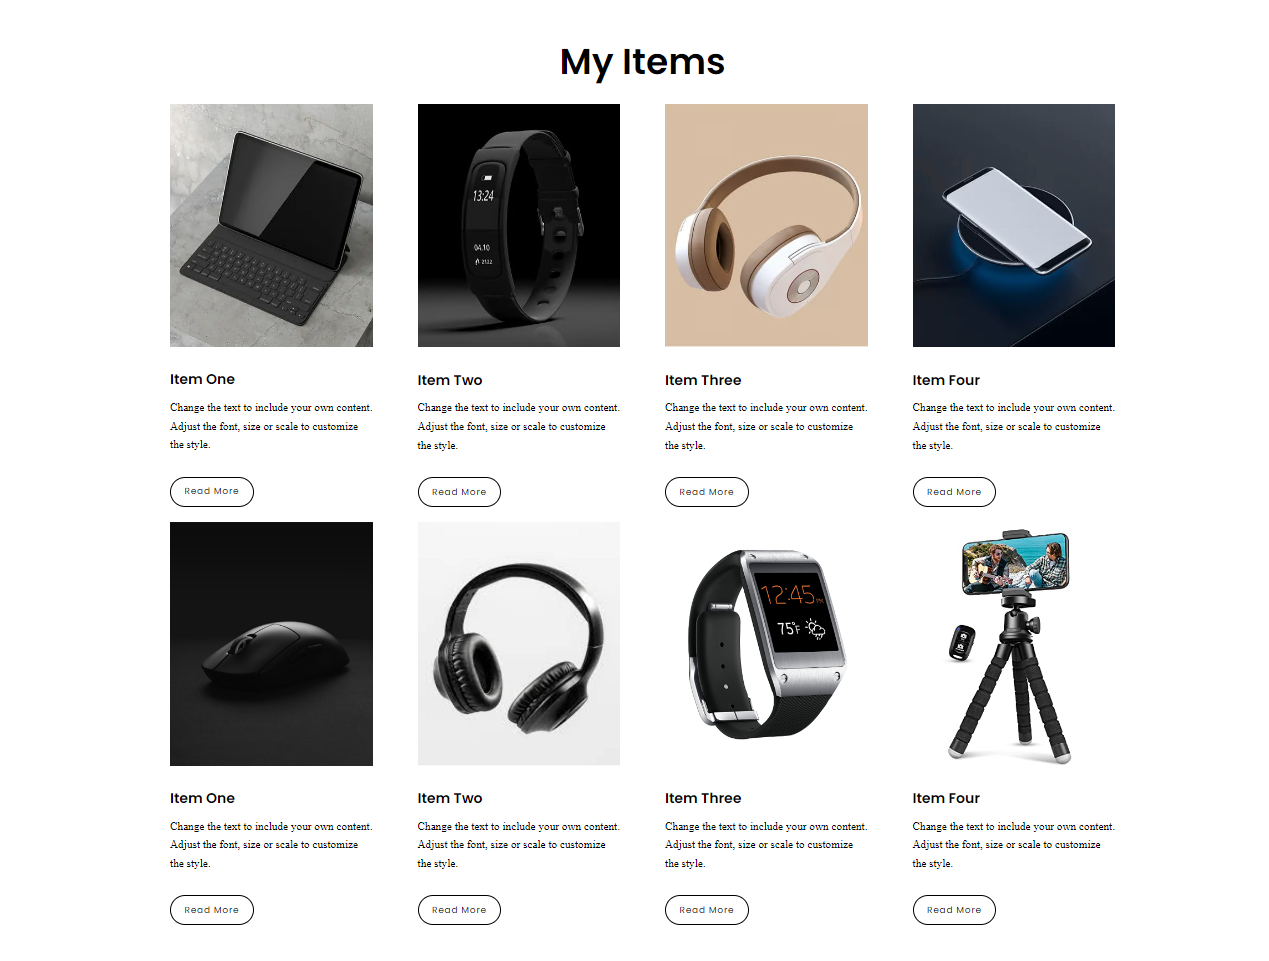 My Items
13:24
04.10
2132
Item One
Change the text to include your own content.
Adjust the font, size or scale to customize
the style.
Read More
Item Two
Change the text to include your own content.
Adjust the font, size or scale to customize
the style.
Read More
Item Three
Change the text to include your own content.
Adjust the font, size or scale to customize
the style.
Read More
Item Four
Change the text to include your own content.
Adjust the font, size or scale to customize
the style.
Read More
12:45 PM
75°F
Item One
Change the text to include your own content.
Adjust the font, size or scale to customize
the style.
Read More
Item Two
Change the text to include your own content.
Adjust the font, size or scale to customize
the style.
Read More
Item Three
Change the text to include your own content.
Adjust the font, size or scale to customize
the style.
Read More
Item Four
Change the text to include your own content.
Adjust the font, size or scale to customize
the style.
Read More